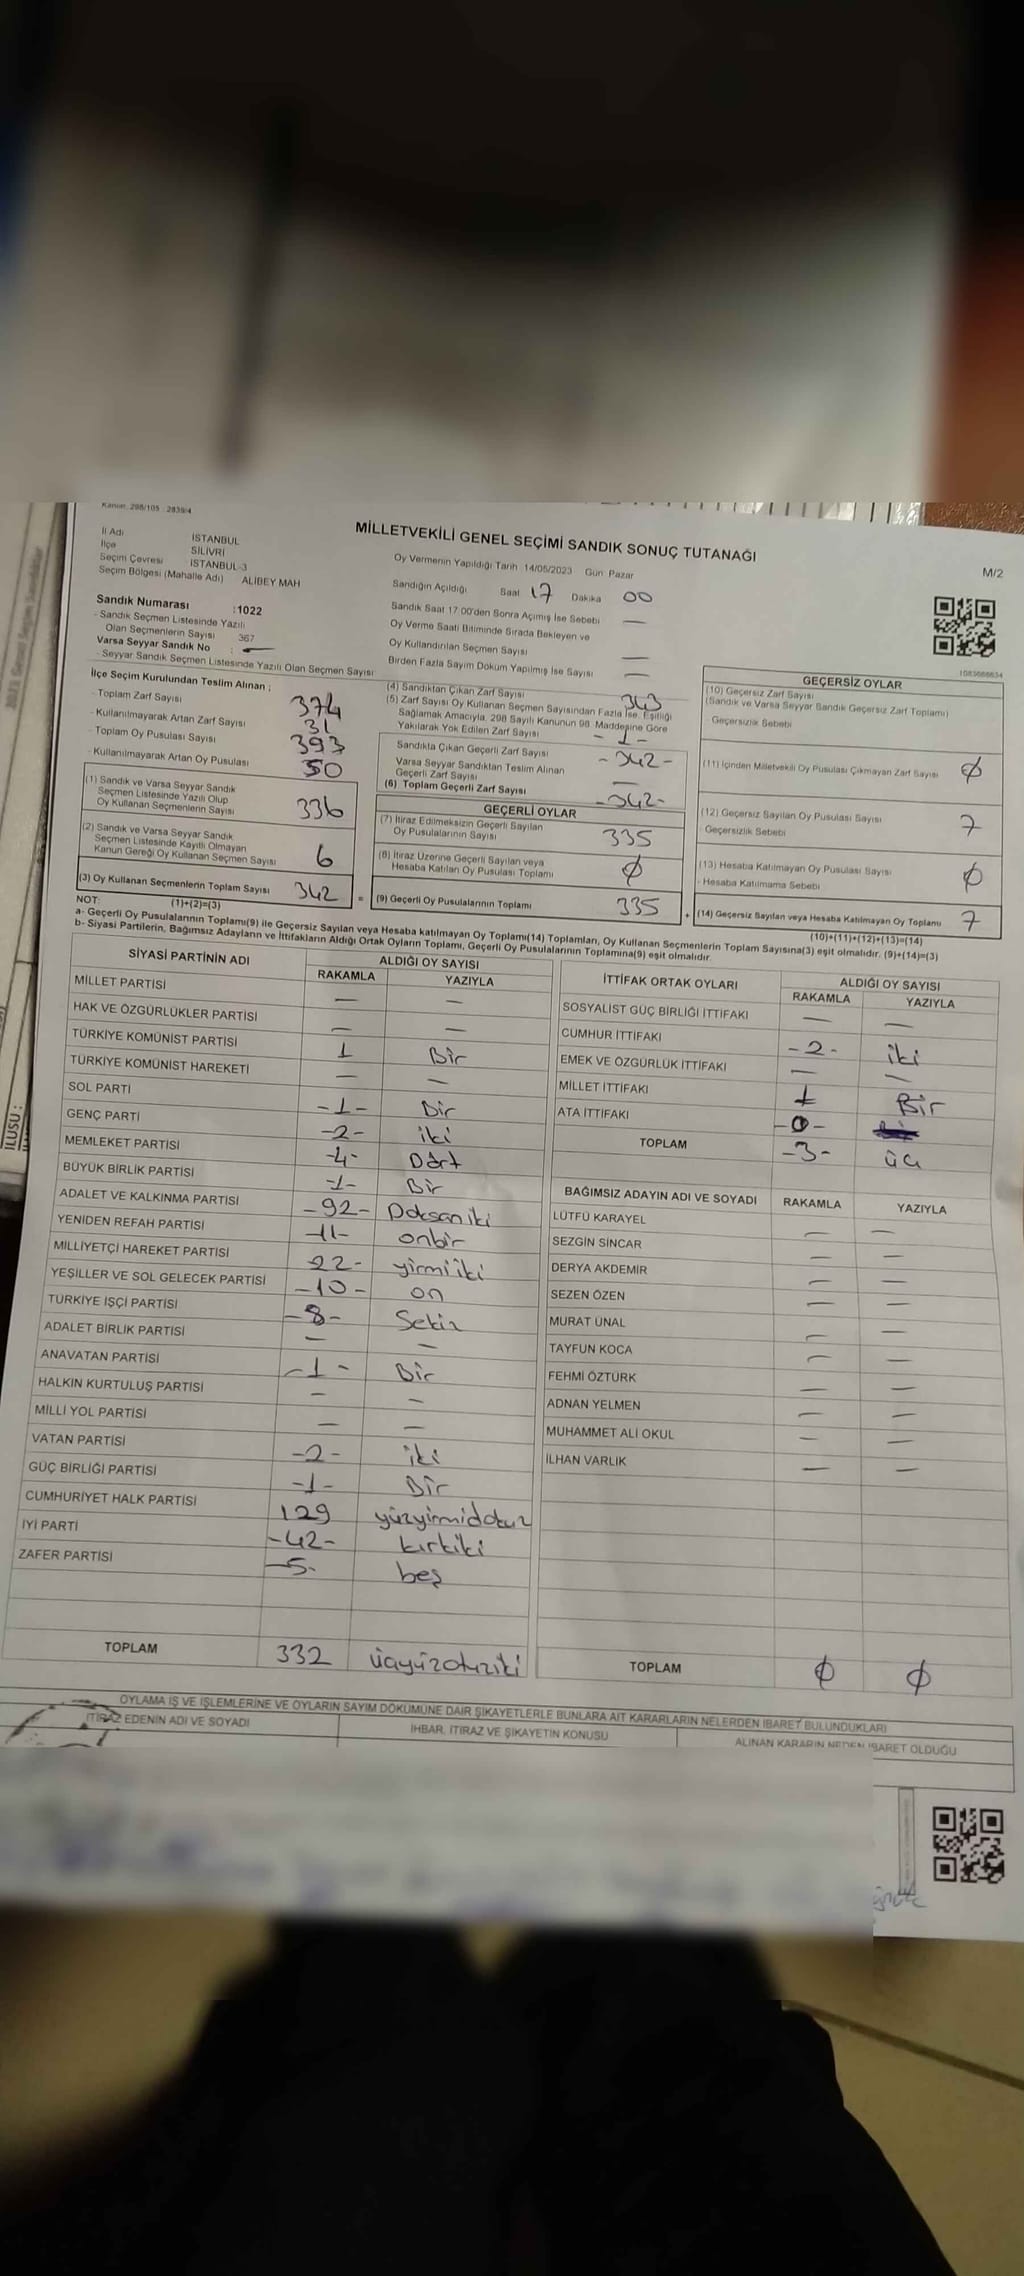 Kanun: 298/105 2839/4
MİLLETVEKİLİ GENEL SEÇİMİ SANDIK SONUÇ TUTANAĞI
M/2
İl Adı İSTANBUL
İlçe SİLİVRİ
Seçim Çevresi İSTANBUL-3
Seçim Bölgesi (Mahalle Adı) ALİBEY MAH
Sandık Numarası :1022
- Sandık Seçmen Listesinde Yazılı
Olan Seçmenlerin Sayısı 367
Varsa Seyyar Sandık No : —
- Seyyar Sandık Seçmen Listesinde Yazılı Olan Seçmen Sayısı
Oy Vermenin Yapıldığı Tarih 14/05/2023 Gün Pazar
Sandığın Açıldığı Saat 17 Dakika 00
Sandık Saat 17:00'den Sonra Açımış İse Sebebi —
Oy Verme Saati Bitiminde Sırada Bekleyen ve
Oy Kullandırılan Seçmen Sayısı —
Birden Fazla Sayım Döküm Yapılmış İse Sayısı —
1083666634
İlçe Seçim Kurulundan Teslim Alınan ;
- Toplam Zarf Sayısı 374
- Kullanılmayarak Artan Zarf Sayısı 31
- Toplam Oy Pusulası Sayısı 393
- Kullanılmayarak Artan Oy Pusulası 50
(1) Sandık ve Varsa Seyyar Sandık
Seçmen Listesinde Yazılı Olup
Oy Kullanan Seçmenlerin Sayısı 336
(2) Sandık ve Varsa Seyyar Sandık
Seçmen Listesinde Kayıtlı Olmayan
Kanun Gereği Oy Kullanan Seçmen Sayısı 6
(3) Oy Kullanan Seçmenlerin Toplam Sayısı 342
(1)+(2)=(3)
(4) Sandıktan Çıkan Zarf Sayısı 343
(5) Zarf Sayısı Oy Kullanan Seçmen Sayısından Fazla İse, Eşitliği
Sağlamak Amacıyla, 298 Sayılı Kanunun 98. Maddesine Göre
Yakılarak Yok Edilen Zarf Sayısı -1-
Sandıkta Çıkan Geçerli Zarf Sayısı -342-
Varsa Seyyar Sandıktan Teslim Alınan
Geçerli Zarf Sayısı —
(6) Toplam Geçerli Zarf Sayısı -342-
GEÇERLİ OYLAR
(7) İtiraz Edilmeksizin Geçerli Sayılan
Oy Pusulalarının Sayısı 335
(8) İtiraz Üzerine Geçerli Sayılan veya
Hesaba Katılan Oy Pusulası Toplamı ∅
= (9) Geçerli Oy Pusulalarının Toplamı 335
GEÇERSİZ OYLAR
(10) Geçersiz Zarf Sayısı
(Sandık ve Varsa Seyyar Sandık Geçersiz Zarf Toplamı)
Geçersizlik Sebebi
(11) İçinden Milletvekili Oy Pusulası Çıkmayan Zarf Sayısı ∅
(12) Geçersiz Sayılan Oy Pusulası Sayısı 7
Geçersizlik Sebebi
(13) Hesaba Katılmayan Oy Pusulası Sayısı ∅
- Hesaba Katılmama Sebebi
+ (14) Geçersiz Sayılan veya Hesaba Katılmayan Oy Toplamı 7
(10)+(11)+(12)+(13)=(14)
NOT:
a- Geçerli Oy Pusulalarının Toplamı(9) ile Geçersiz Sayılan veya Hesaba katılmayan Oy Toplamı(14) Toplamları, Oy Kullanan Seçmenlerin Toplam Sayısına(3) eşit olmalıdır. (9)+(14)=(3)
b- Siyasi Partilerin, Bağımsız Adayların ve İttifakların Aldığı Ortak Oyların Toplamı, Geçerli Oy Pusulalarının Toplamına(9) eşit olmalıdır.
SİYASİ PARTİNİN ADI ALDIĞI OY SAYISI
RAKAMLA YAZIYLA
MİLLET PARTİSİ — —
HAK VE ÖZGÜRLÜKLER PARTİSİ — —
TÜRKİYE KOMÜNİST PARTİSİ 1 Bir
TÜRKİYE KOMÜNİST HAREKETİ — —
SOL PARTİ -1- Bir
GENÇ PARTİ -2- iki
MEMLEKET PARTİSİ -4- Dört
BÜYÜK BİRLİK PARTİSİ -1- Bir
ADALET VE KALKINMA PARTİSİ -92- Doksaniki
YENİDEN REFAH PARTİSİ -11- onbir
MİLLİYETÇİ HAREKET PARTİSİ -22- yirmiiki
YEŞİLLER VE SOL GELECEK PARTİSİ -10- on
TÜRKİYE İŞÇİ PARTİSİ -8- Sekiz
ADALET BİRLİK PARTİSİ — —
ANAVATAN PARTİSİ -1- Bir
HALKIN KURTULUŞ PARTİSİ — —
MİLLİ YOL PARTİSİ — —
VATAN PARTİSİ -2- iki
GÜÇ BİRLİĞİ PARTİSİ -1- Bir
CUMHURİYET HALK PARTİSİ 129 yüzyirmidokuz
İYİ PARTİ -42- kırkiki
ZAFER PARTİSİ -5- beş
TOPLAM 332 üçyüzotuziki
İTTİFAK ORTAK OYLARI ALDIĞI OY SAYISI
RAKAMLA YAZIYLA
SOSYALİST GÜÇ BİRLİĞİ İTTİFAKI — —
CUMHUR İTTİFAKI -2- iki
EMEK VE ÖZGÜRLÜK İTTİFAKI — —
MİLLET İTTİFAKI 1 Bir
ATA İTTİFAKI -0-
TOPLAM -3- üç
BAĞIMSIZ ADAYIN ADI VE SOYADI RAKAMLA YAZIYLA
LÜTFÜ KARAYEL — —
SEZGİN SİNCAR — —
DERYA AKDEMİR — —
SEZEN ÖZEN — —
MURAT ÜNAL — —
TAYFUN KOCA — —
FEHMİ ÖZTÜRK — —
ADNAN YELMEN — —
MUHAMMET ALİ OKUL — —
İLHAN VARLIK — —
TOPLAM ∅ ∅
OYLAMA İŞ VE İŞLEMLERİNE VE OYLARIN SAYIM DÖKÜMÜNE DAİR ŞİKAYETLERLE BUNLARA AİT KARARLARIN NELERDEN İBARET BULUNDUKLARI
İTİRAZ EDENİN ADI VE SOYADI
İHBAR, İTİRAZ VE ŞİKAYETİN KONUSU
ALINAN KARARIN NEDEN İBARET OLDUĞU